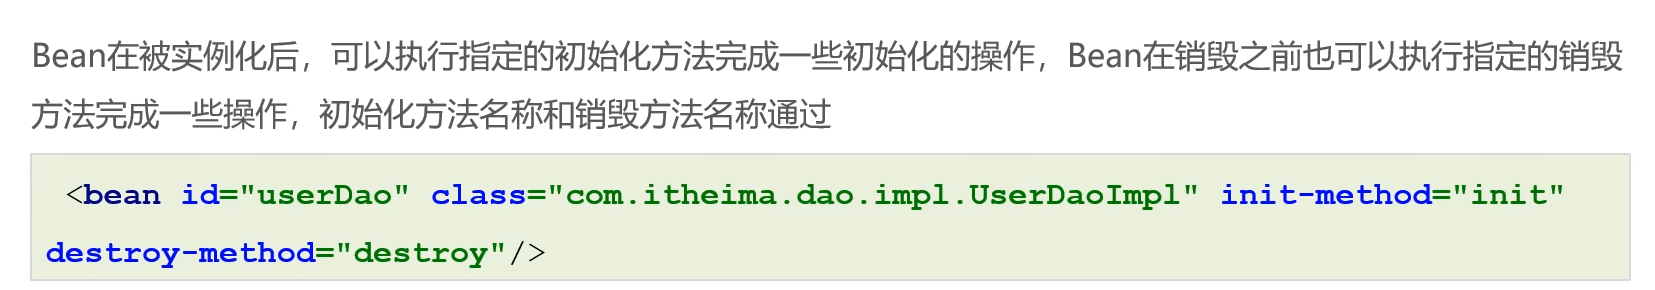 Bean在被实例化后，可以执行指定的初始化方法完成一些初始化的操作，Bean在销毁之前也可以执行指定的销毁
方法完成一些操作，初始化方法名称和销毁方法名称通过
<bean id="userDao" class="com.itheima.dao.impl.UserDaoImpl" init-method="init"
destroy-method="destroy"/>